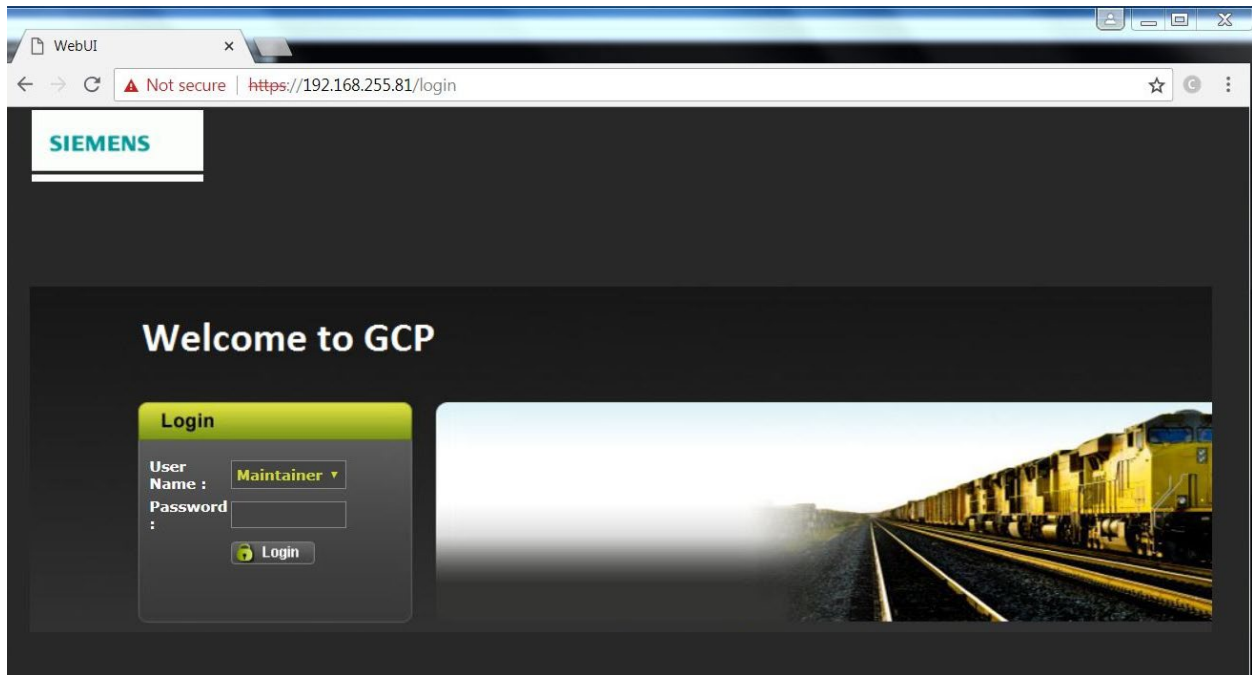 WebUI
Not secure | https://192.168.255.81/login
SIEMENS
Welcome to GCP
Login
User
Name :
Maintainer
Password
:
Login